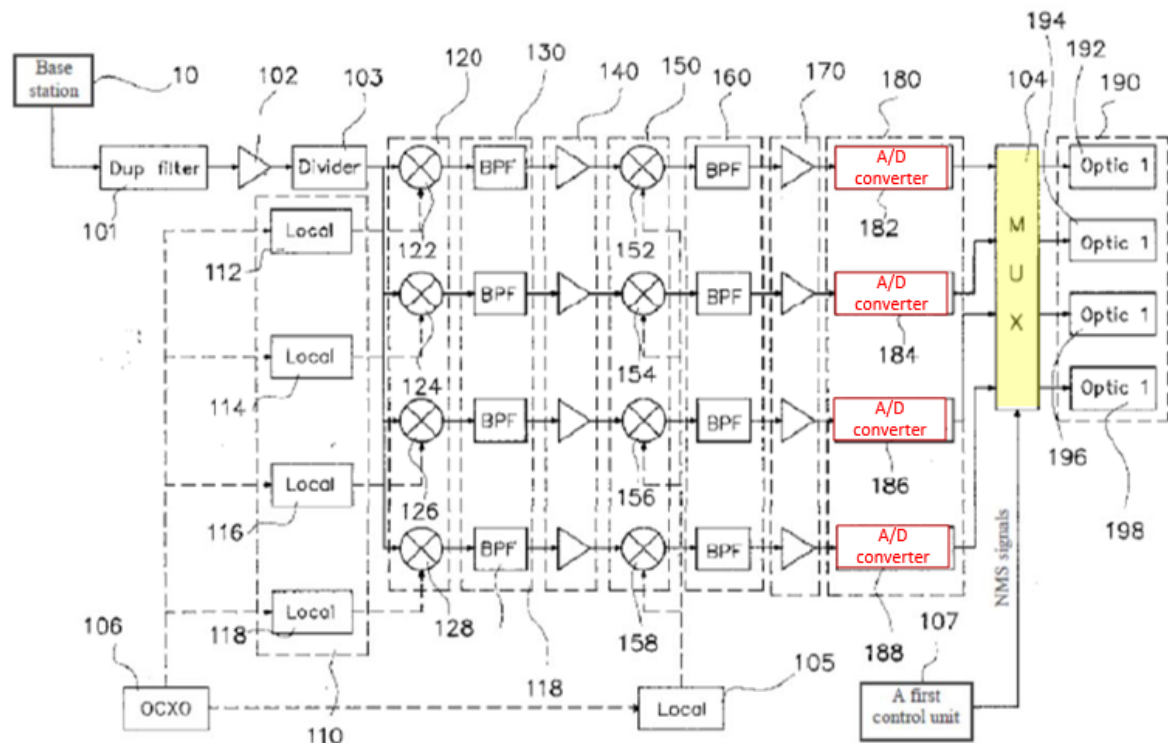 194
192
190
Base
station
10
102
103
120
130
140
150
160
170
180
104
Dup filter
Divider
BPF
BPF
A/D
converter
Optic 1
101
122
152
182
Local
112
M
U
X
Optic 1
BPF
BPF
A/D
converter
124
154
184
Local
114
Optic 1
BPF
BPF
A/D
converter
Optic 1
126
156
186
196
Local
116
198
BPF
BPF
A/D
converter
128
158
188
Local
118
NMS signals
106
110
118
105
107
OCXO
Local
A first
control unit